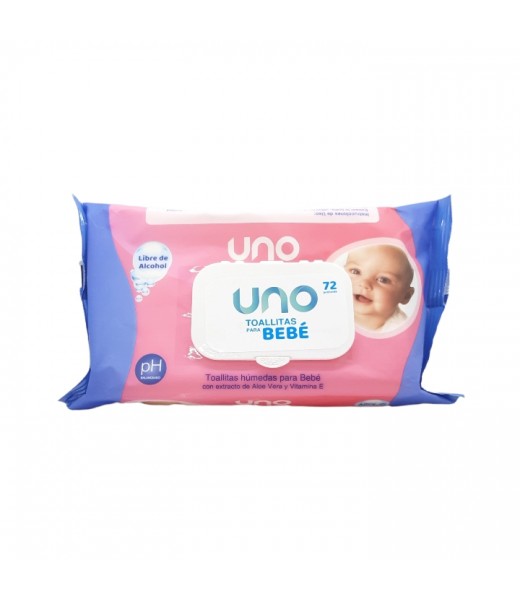 uno
Libre de
Alcohol
uno
72
TOALLITAS
PARA
BEBÉ
pH
Toallitas húmedas para Bebé
con extracto de Aloe Vera y Vitamina E